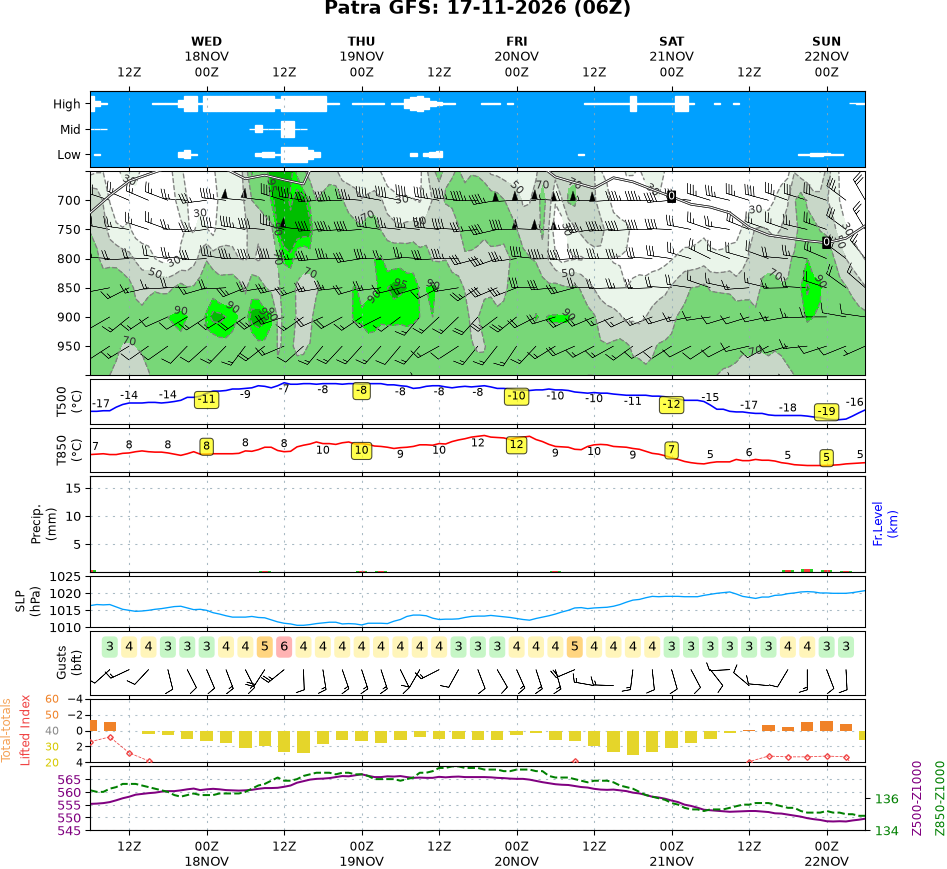 Patra GFS: 17-11-2026 (06Z)
WED THU FRI SAT SUN
18NOV 19NOV 20NOV 21NOV 22NOV
12Z 00Z 12Z 00Z 12Z 00Z 12Z 00Z 12Z 00Z
High
Mid
Low
700
750
800
850
900
950
30 30 30 50 30 70 50 50 50 70 70 30 30
90 90 90 95 90 90 90 70 70
0 0
T500
(°C)
-17 -14 -14 -11 -9 -7 -8 -8 -8 -8 -8 -10 -10 -10 -11 -12 -15 -17 -18 -19 -16
T850
(°C)
7 8 8 8 8 8 10 10 9 10 12 12 9 10 9 7 5 6 5 5 5
Precip.
(mm)
15
10
5
Fr.Level
(km)
SLP
(hPa)
1025
1020
1015
1010
Gusts
(bft)
3 4 4 3 3 3 4 4 5 6 4 4 4 4 4 4 4 4 3 3 3 4 4 4 5 4 4 4 4 3 3 3 3 3 3 4 4 3 3
Total-totals
Lifted Index
60 −4
50 −2
40 0
30 2
20 4
565
560
555
550
545
136
134
Z500-Z1000
Z850-Z1000
12Z 00Z 12Z 00Z 12Z 00Z 12Z 00Z 12Z 00Z
18NOV 19NOV 20NOV 21NOV 22NOV